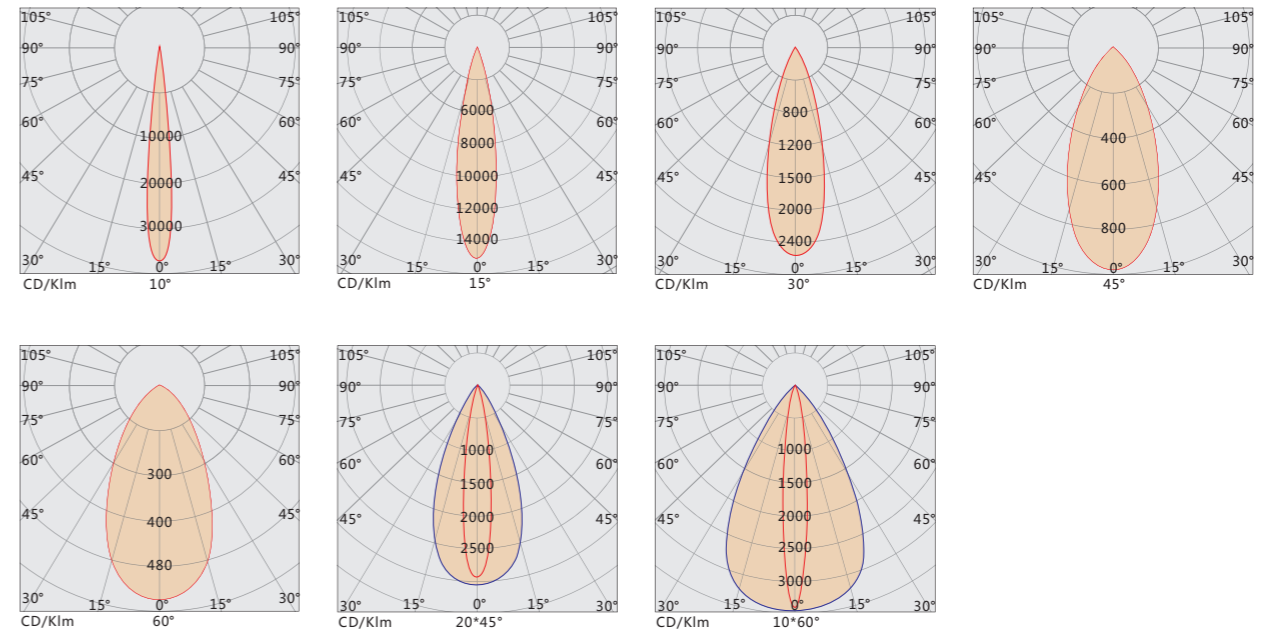 105° 105° 105° 105° 105° 105° 105° 105°
90° 90° 90° 90° 90° 90° 90° 90°
75° 75° 75° 75° 75° 75° 75° 75°
6000 800
60° 60° 60° 60° 60° 60° 60° 60°
10000 8000 1200 400
45° 45° 45° 45° 45° 45° 45° 45°
20000 10000 1500 600
30000 12000 2000 800
14000 2400
30° 30° 30° 30° 30° 30° 30° 30°
15° 0° 15° 15° 0° 15° 15° 0° 15° 15° 0° 15°
CD/Klm 10° CD/Klm 15° CD/Klm 30° CD/Klm 45°
105° 105° 105° 105° 105° 105°
90° 90° 90° 90° 90° 90°
75° 75° 75° 75° 75° 75°
1000 1000
60° 60° 60° 60° 60° 60°
300 1500 1500
45° 45° 45° 45° 45° 45°
400 2000 2000
480 2500 2500
3000
30° 30° 30° 30° 30° 30°
15° 0° 15° 15° 0° 15° 15° 0° 15°
CD/Klm 60° CD/Klm 20*45° CD/Klm 10*60°